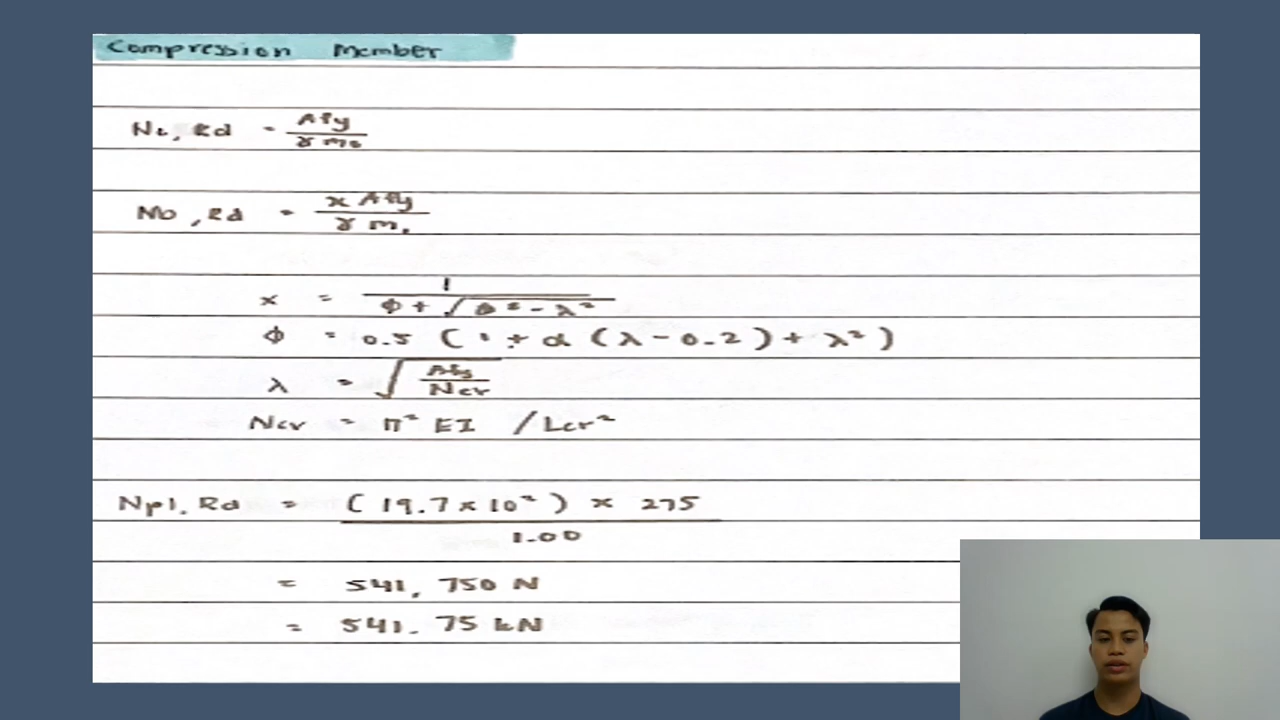 Compression Member
Nc, Rd = Afy / γm0
Nb, Rd = x Afy / γm1
x = 1 / ϕ + √ϕ² - λ²
ϕ = 0.5 ( 1 + α ( λ - 0.2 ) + λ² )
λ = √ Afy / Ncr
Ncr = π² EI / Lcr²
Npl, Rd = ( 19.7 x 10² ) x 275 / 1.00
= 541, 750 N
= 541. 75 kN